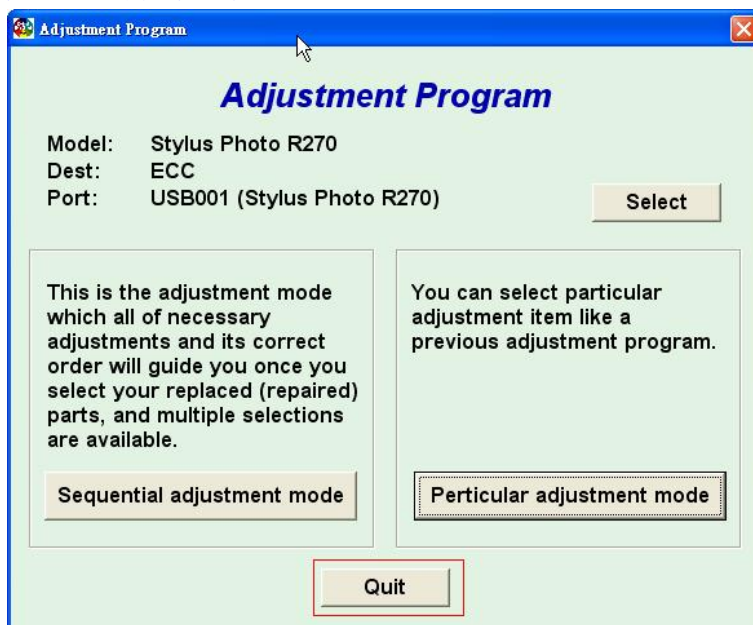 Adjustment Program
Adjustment Program
Model: Stylus Photo R270
Dest: ECC
Port: USB001 (Stylus Photo R270)
Select
This is the adjustment mode
which all of necessary
adjustments and its correct
order will guide you once you
select your replaced (repaired)
parts, and multiple selections
are available.
Sequential adjustment mode
You can select particular
adjustment item like a
previous adjustment program.
Perticular adjustment mode
Quit